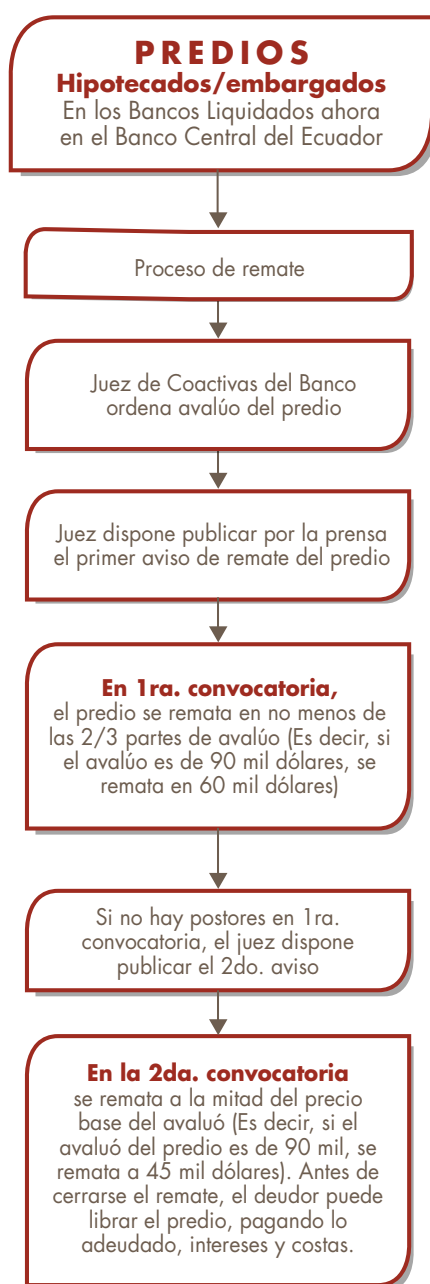 PREDIOS
Hipotecados/embargados
En los Bancos Liquidados ahora
en el Banco Central del Ecuador
Proceso de remate
Juez de Coactivas del Banco
ordena avalúo del predio
Juez dispone publicar por la prensa
el primer aviso de remate del predio
En 1ra. convocatoria,
el predio se remata en no menos de
las 2/3 partes de avalúo (Es decir, si
el avalúo es de 90 mil dólares, se
remata en 60 mil dólares)
Si no hay postores en 1ra.
convocatoria, el juez dispone
publicar el 2do. aviso
En la 2da. convocatoria
se remata a la mitad del precio
base del avaluó (Es decir, si el
avaluó del predio es de 90 mil, se
remata a 45 mil dólares). Antes de
cerrarse el remate, el deudor puede
librar el predio, pagando lo
adeudado, intereses y costas.